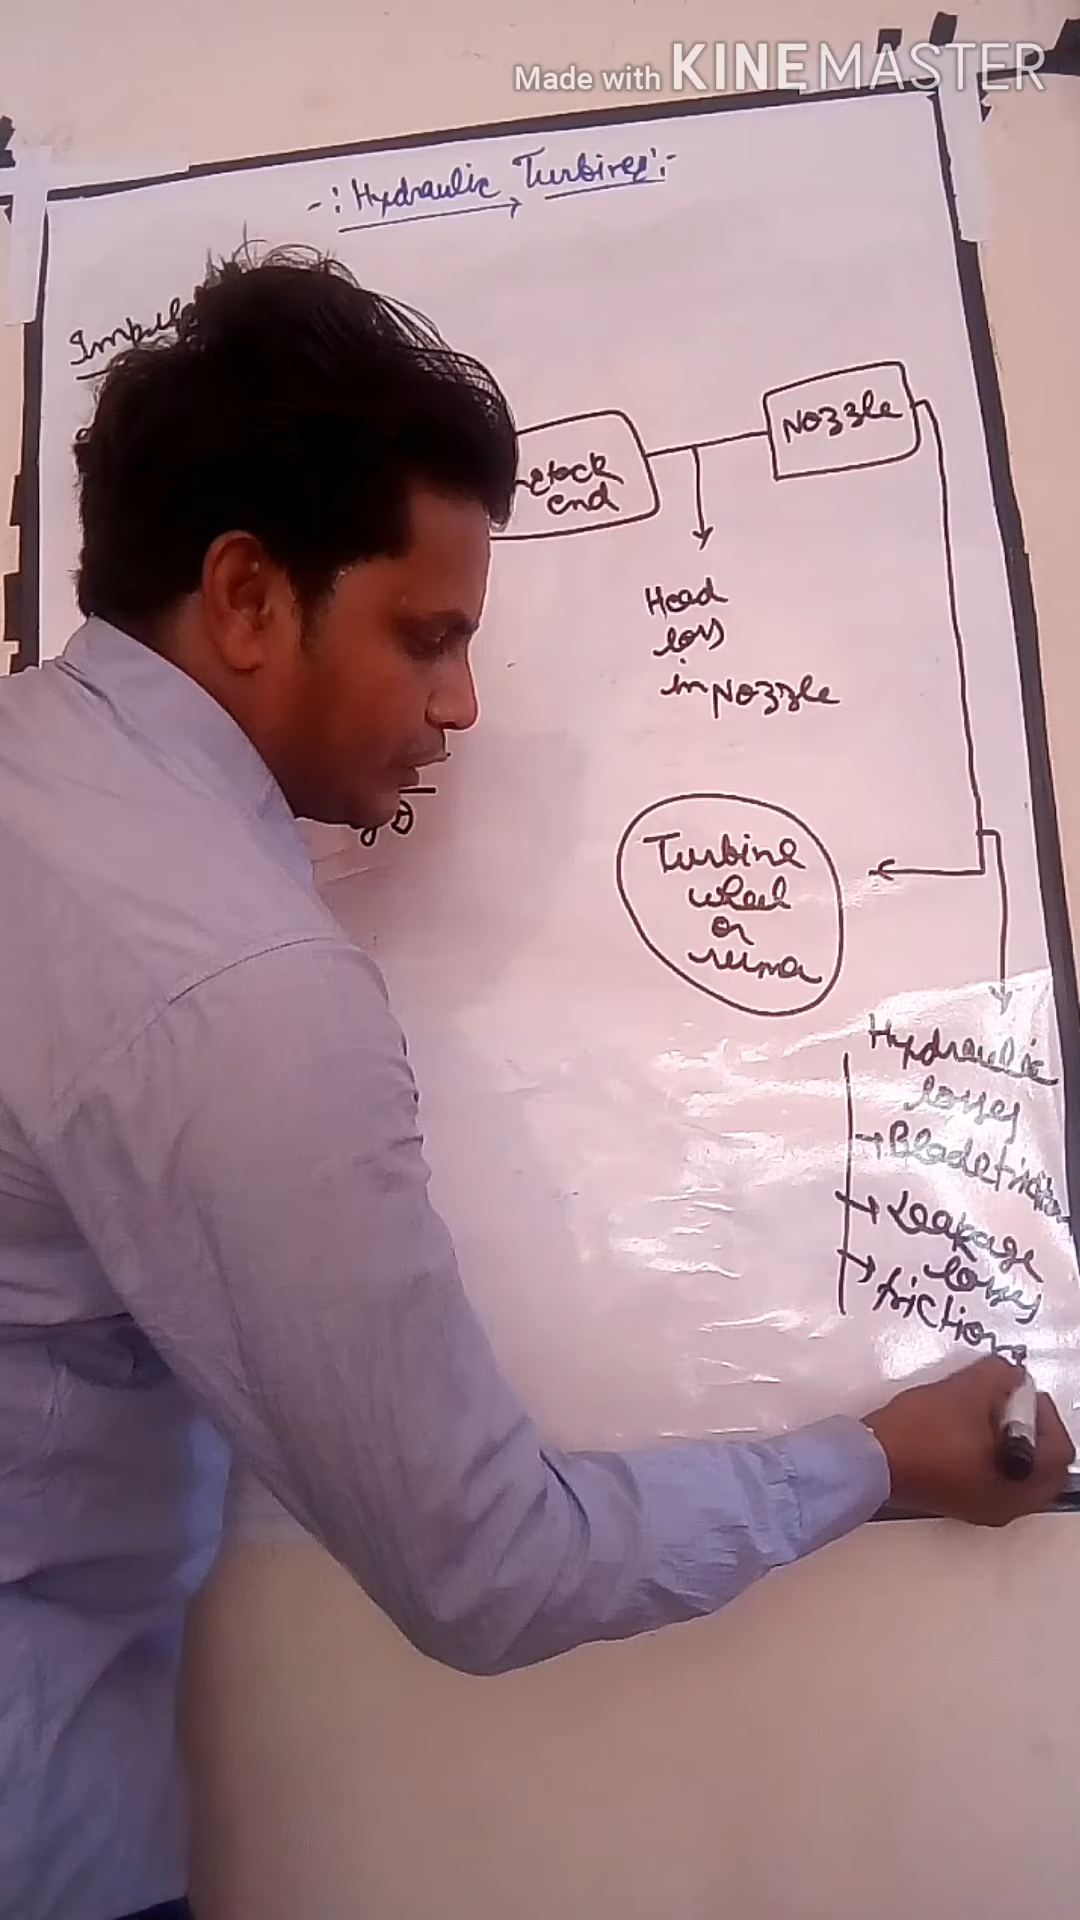 Made with KINEMASTER
-: Hydraulic Turbines :-
Nozzle
end
Head
loss
in Nozzle
Turbine
wheel
or
runner
Hydraulic
losses
→ Blade friction
→ Leakage
losses
→ friction